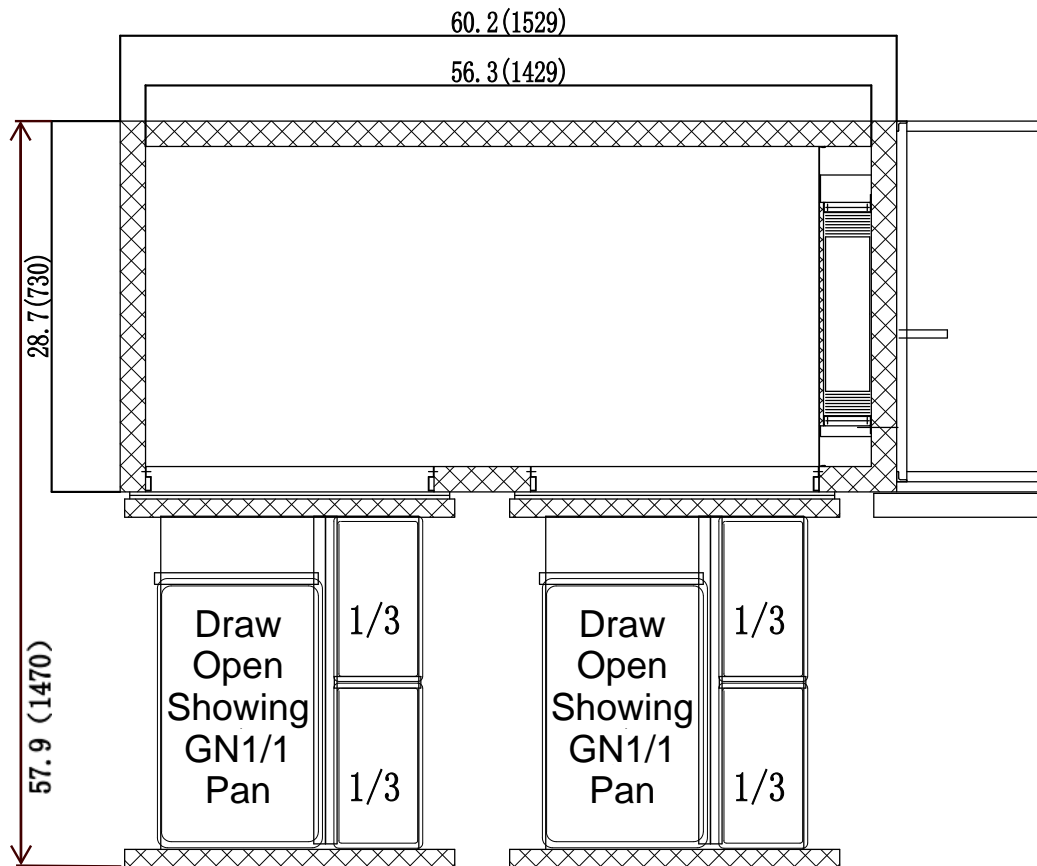 60.2(1529)
56.3(1429)
28.7(730)
57.9 (1470)
Draw
Open
Showing
GN1/1
Pan
1/3
1/3
Draw
Open
Showing
GN1/1
Pan
1/3
1/3